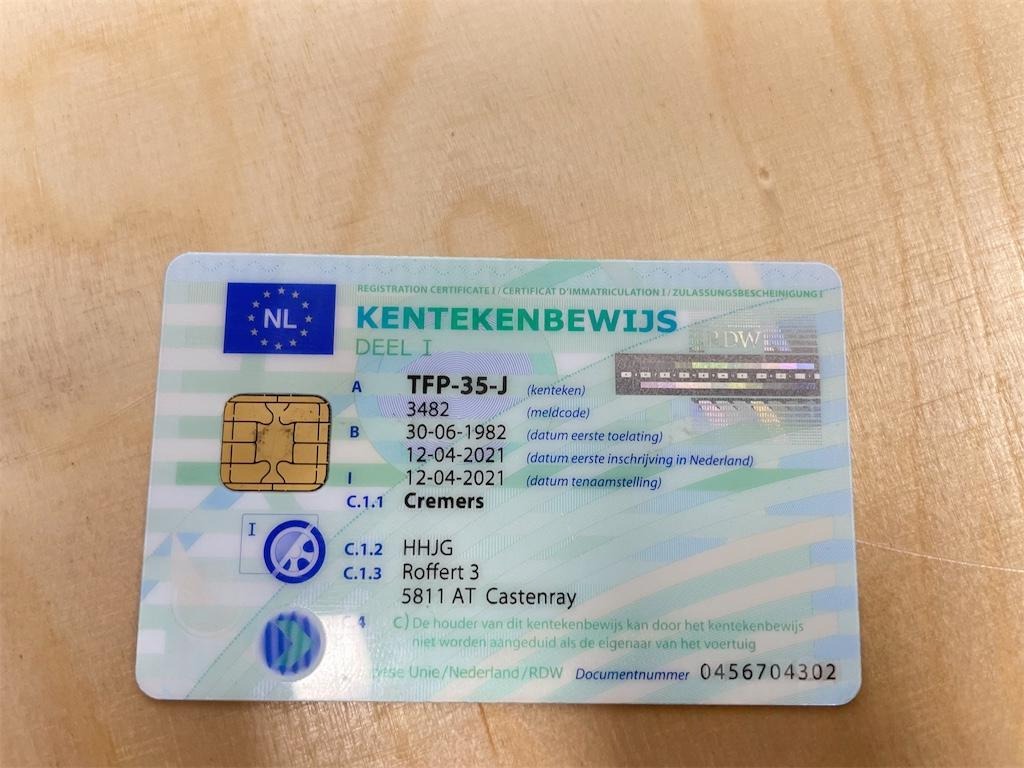 NL
REGISTRATION CERTIFICATE I / CERTIFICAT D'IMMATRICULATION I / ZULASSUNGSBESCHEINIGUNG I
KENTEKENBEWIJS
DEEL I
RDW
A TFP-35-J (kenteken)
3482 (meldcode)
B 30-06-1982 (datum eerste toelating)
12-04-2021 (datum eerste inschrijving in Nederland)
I 12-04-2021 (datum tenaamstelling)
C.1.1 Cremers
I
C.1.2 HHJG
C.1.3 Roffert 3
5811 AT Castenray
C.4 C) De houder van dit kentekenbewijs kan door het kentekenbewijs
niet worden aangeduid als de eigenaar van het voertuig
Unie/Nederland/RDW Documentnummer 0456704302